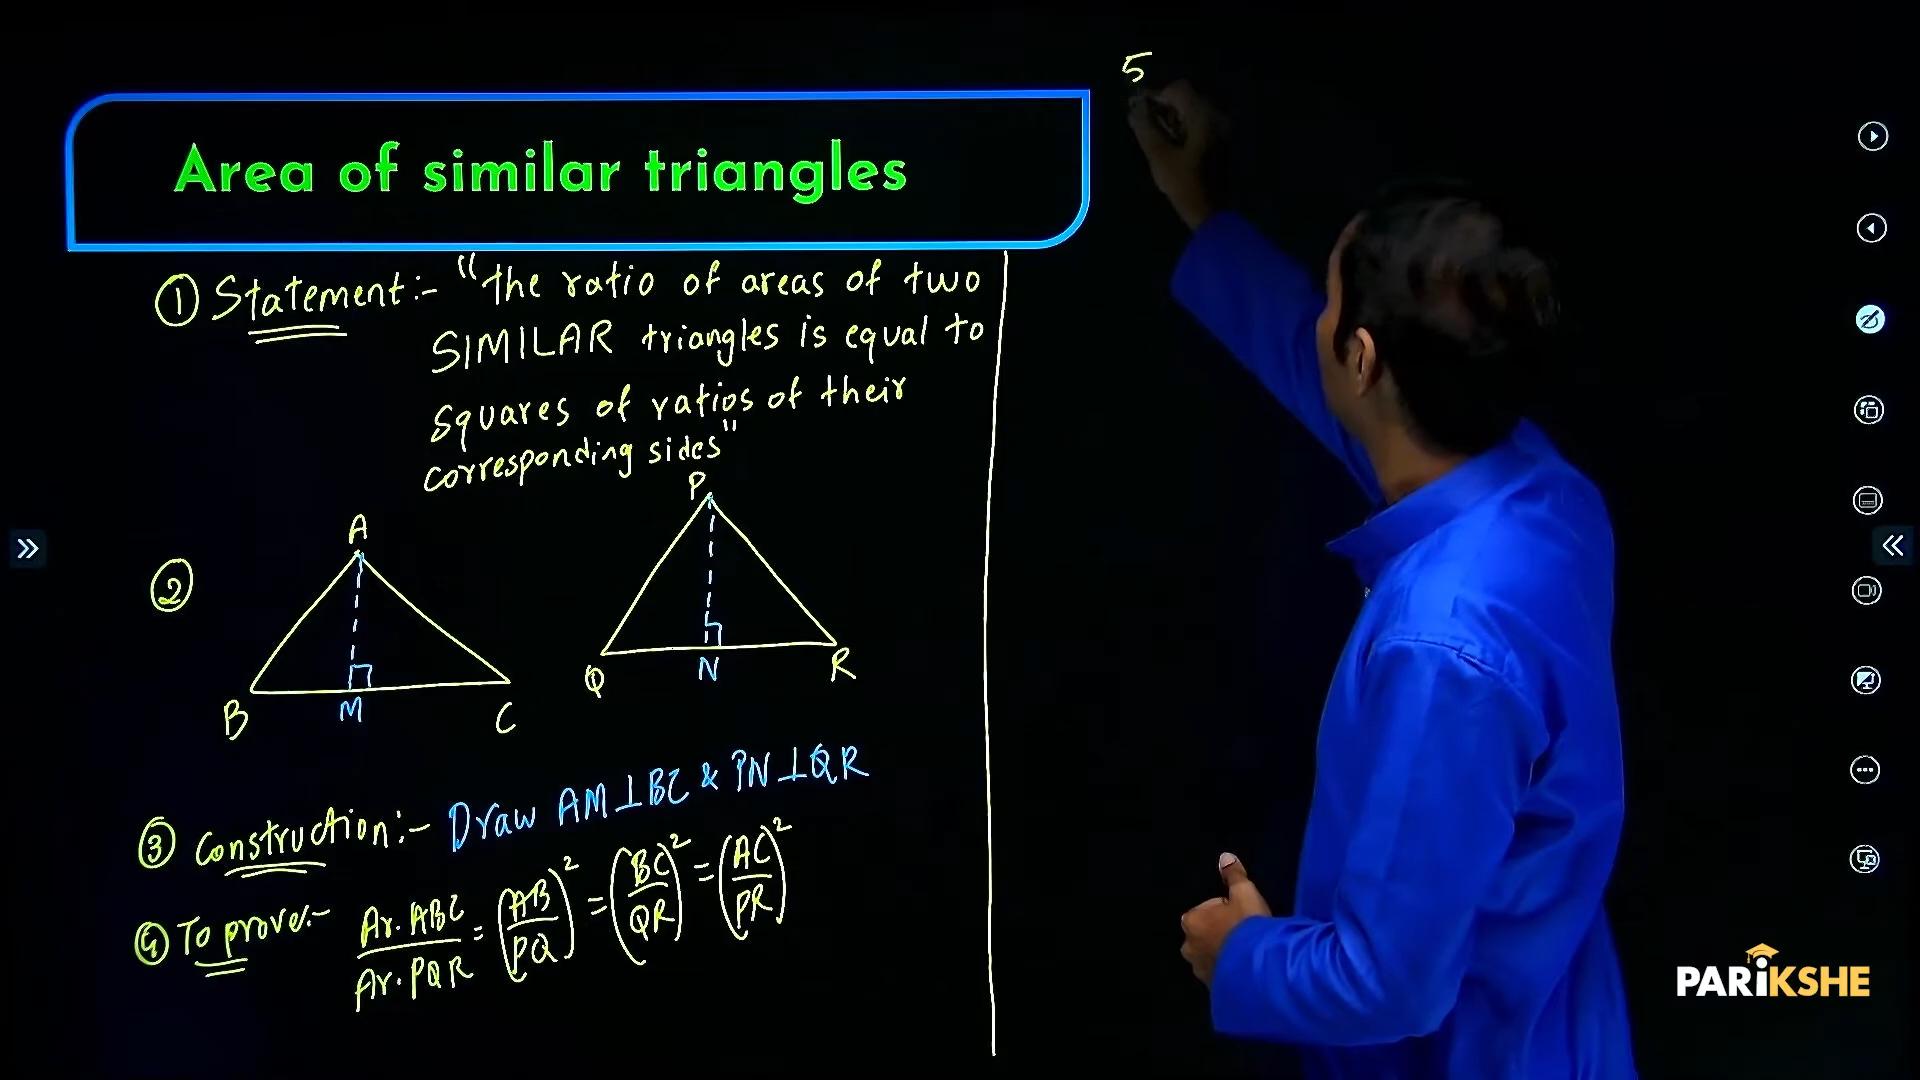 5
Area of similar triangles
① Statement:- "the ratio of areas of two
SIMILAR triangles is equal to
squares of ratios of their
corresponding sides"
②
A
B
M
C
P
Q
N
R
③ Construction:- Draw AM⊥BC & PN⊥QR
④ To prove:- Ar. ABC / Ar. PQR = (AB/PQ)² = (BC/QR)² = (AC/PR)²
PARiKSHE